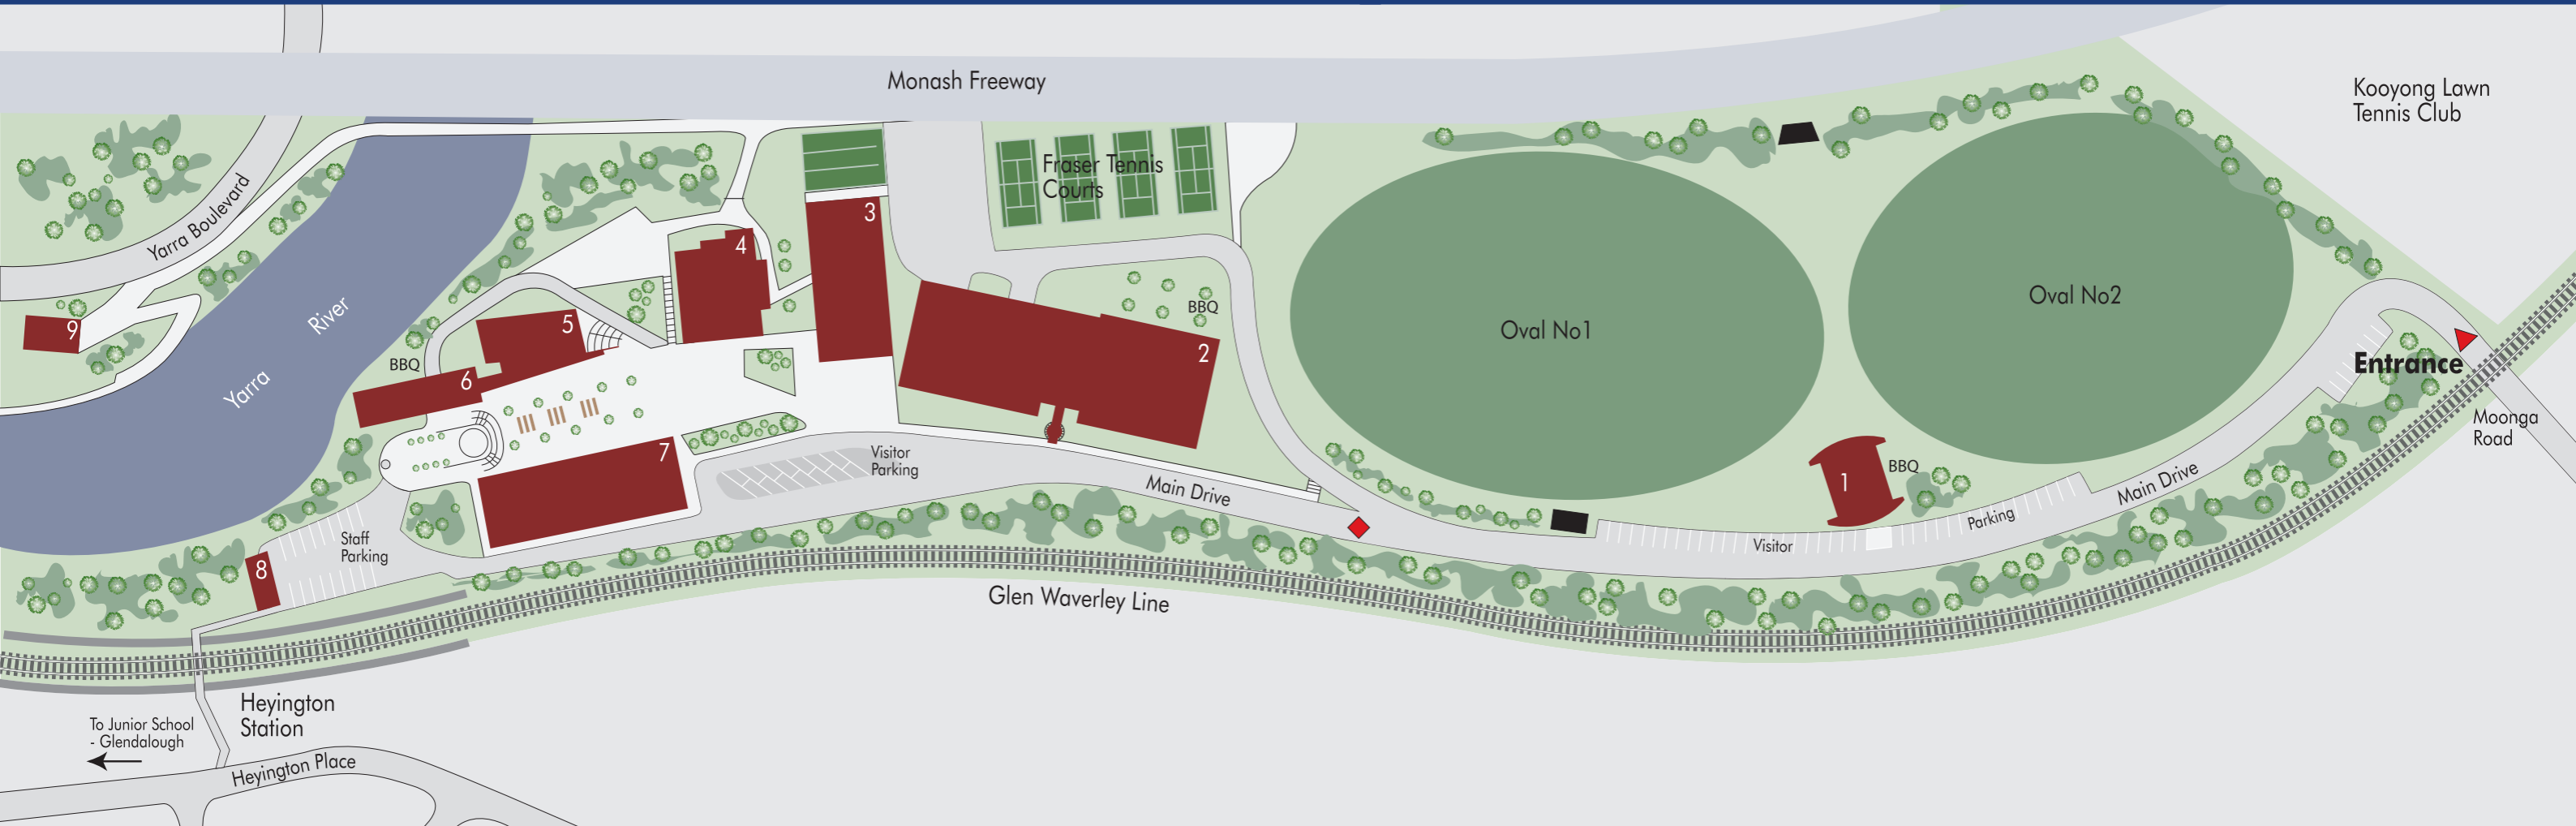 Monash Freeway
Kooyong Lawn
Tennis Club
Fraser Tennis
Courts
Yarra Boulevard
River
Yarra
9
5
4
3
2
6
7
8
1
BBQ
BBQ
BBQ
Oval No1
Oval No2
Entrance
Moonga
Road
Visitor
Parking
Main Drive
Main Drive
Visitor
Parking
Staff
Parking
Glen Waverley Line
Heyington
Station
To Junior School
- Glendalough
Heyington Place